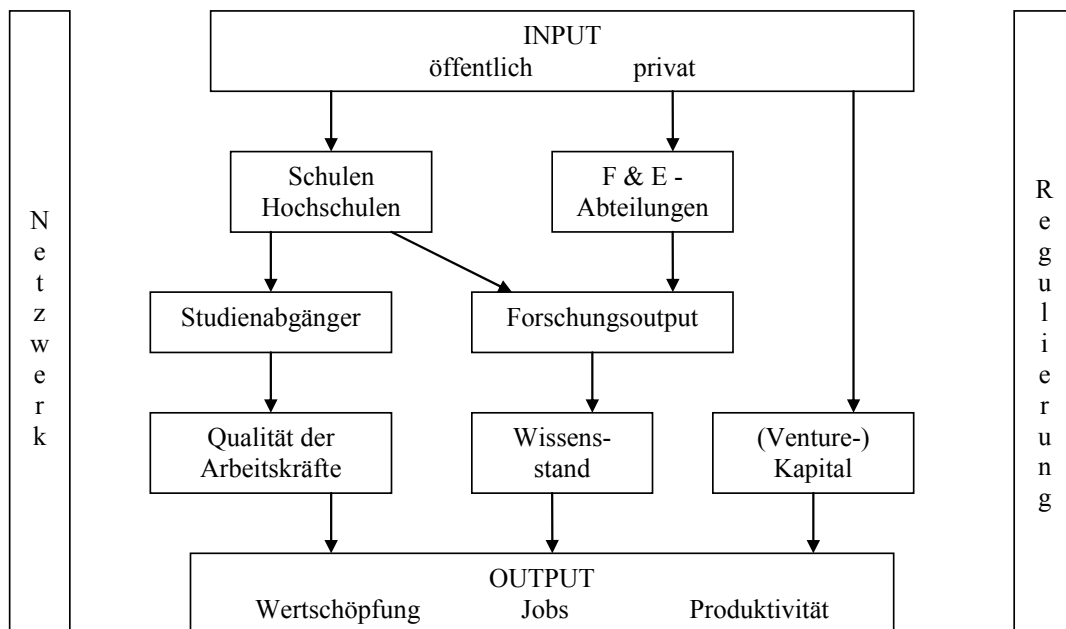 INPUT
öffentlich privat
Schulen
Hochschulen
F & E -
Abteilungen
Netzwerk
Regulierung
Studienabgänger
Forschungsoutput
Qualität der
Arbeitskräfte
Wissens-
stand
(Venture-)
Kapital
OUTPUT
Wertschöpfung Jobs Produktivität